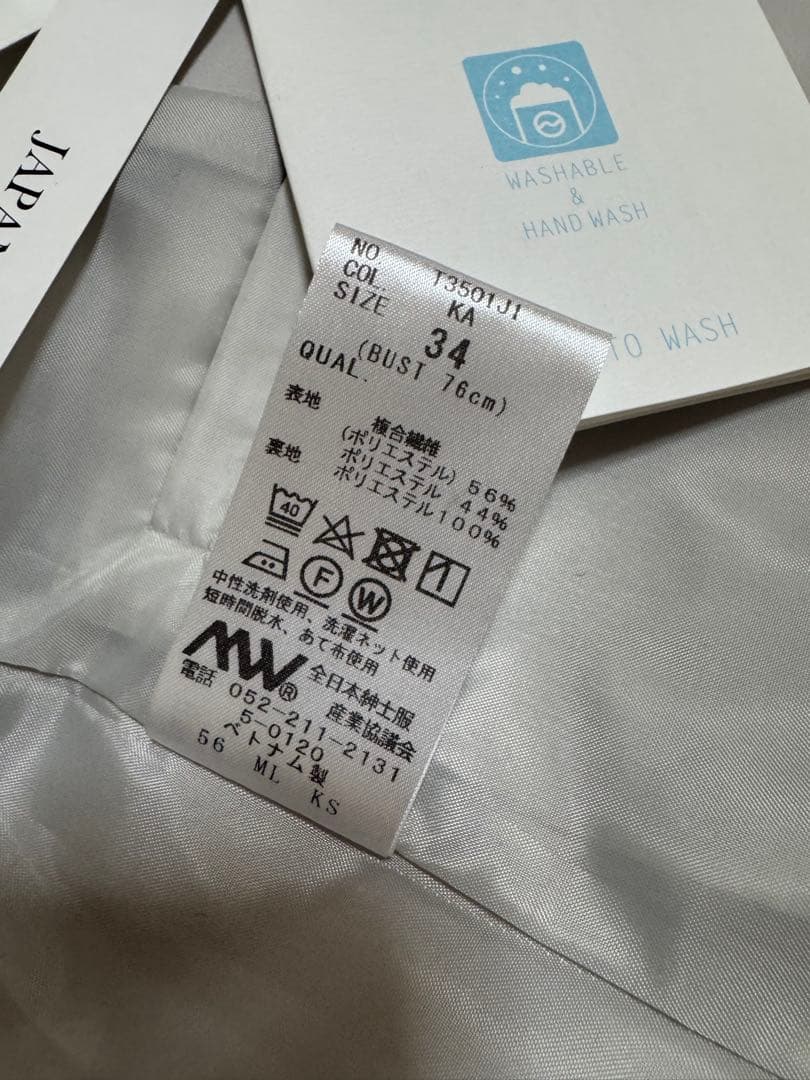 JAPAN
WASHABLE
&
HAND WASH
TO WASH
NO. T3501J1
COL. KA
SIZE 34
(BUST 76cm)
QUAL.
表地 複合繊維
(ポリエステル) 56%
ポリエステル 44%
裏地 ポリエステル100%
40
F
W
中性洗剤使用、洗濯ネット使用
短時間脱水、あて布使用
MW® 全日本紳士服
産業協議会
電話 052-211-2131
5-0120
ベトナム製
56 ML KS